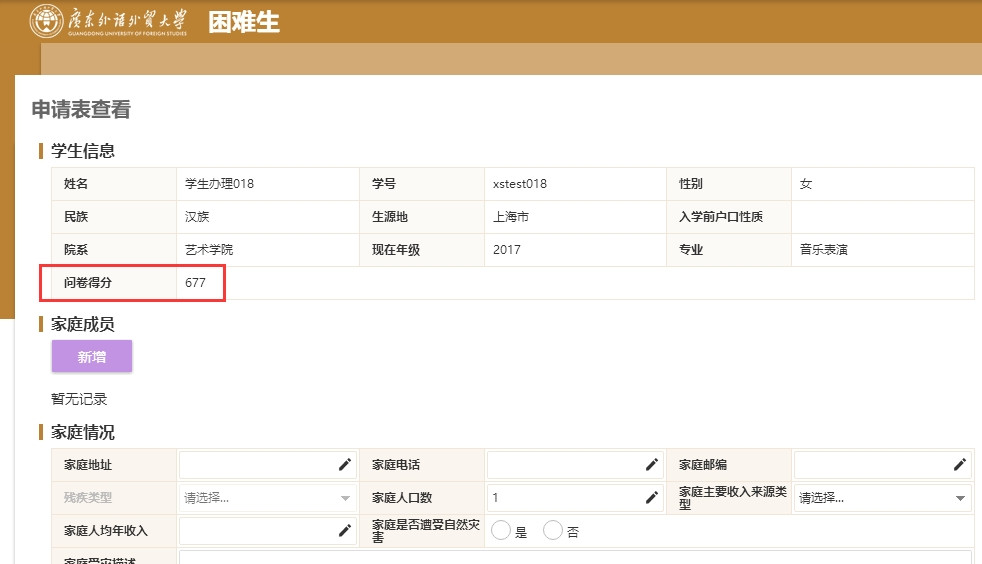 广东外语外贸大学
GUANGDONG UNIVERSITY OF FOREIGN STUDIES
困难生
申请表查看
学生信息
姓名 学生办理018 学号 xstest018 性别 女
民族 汉族 生源地 上海市 入学前户口性质
院系 艺术学院 现在年级 2017 专业 音乐表演
问卷得分 677
家庭成员
新增
暂无记录
家庭情况
家庭地址 家庭电话 家庭邮编
残疾类型 请选择... 家庭人口数 1 家庭主要收入来源类
型 请选择...
家庭人均年收入 家庭是否遭受自然灾
害 是 否
家庭受灾描述